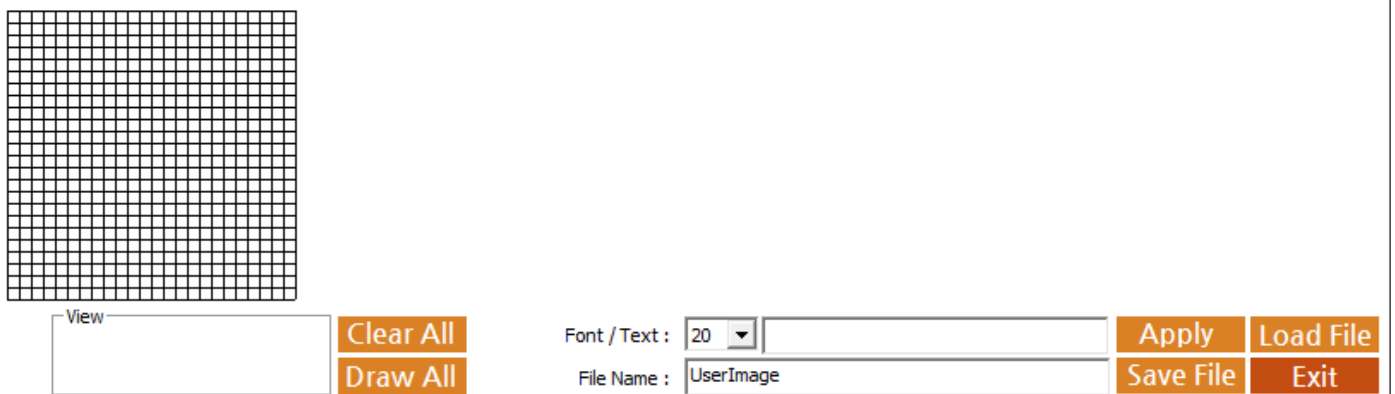 View
Clear All
Font / Text :
20
Apply
Load File
Draw All
File Name :
UserImage
Save File
Exit